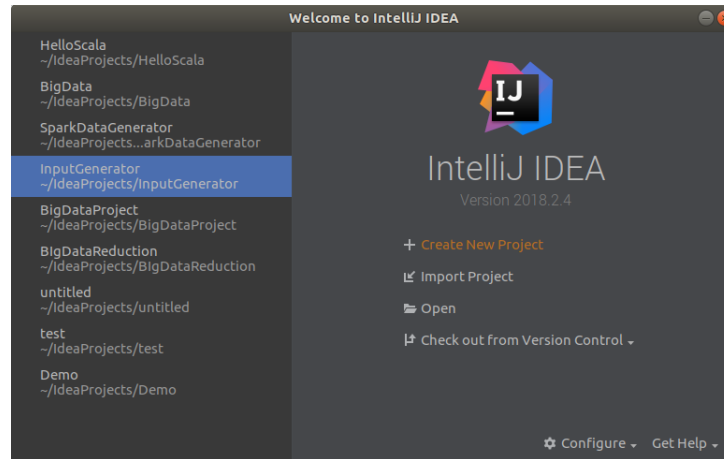 Welcome to IntelliJ IDEA
HelloScala
~/IdeaProjects/HelloScala
BigData
~/IdeaProjects/BigData
SparkDataGenerator
~/IdeaProjects...arkDataGenerator
InputGenerator
~/IdeaProjects/InputGenerator
BigDataProject
~/IdeaProjects/BigDataProject
BIgDataReduction
~/IdeaProjects/BIgDataReduction
untitled
~/IdeaProjects/untitled
test
~/IdeaProjects/test
Demo
~/IdeaProjects/Demo
IJ
IntelliJ IDEA
Version 2018.2.4
Create New Project
Import Project
Open
Check out from Version Control
Configure Get Help